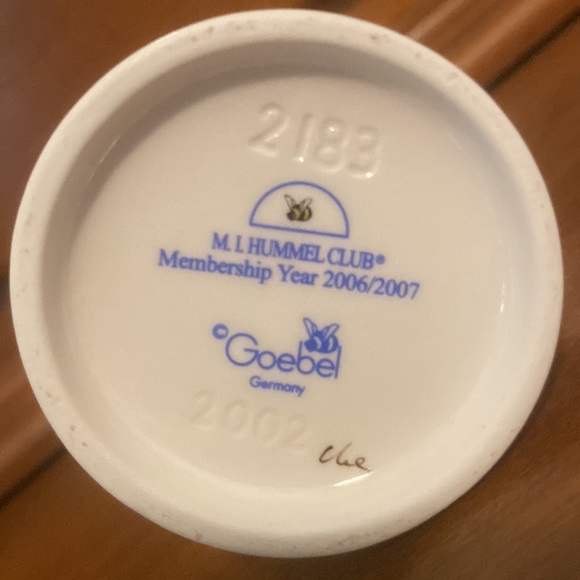 2183
M. I. HUMMEL CLUB®
Membership Year 2006/2007
©Goebel
Germany
2002